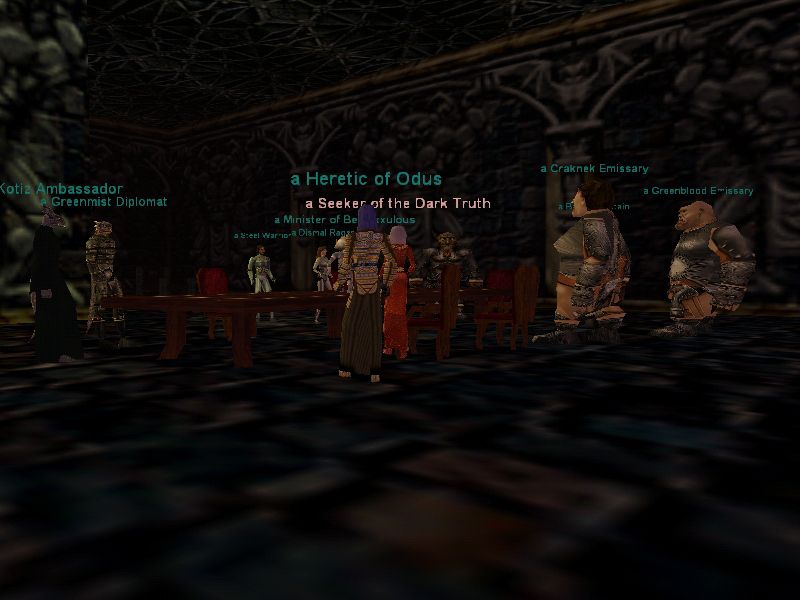 a Craknek Emissary
a Heretic of Odus
Kotiz Ambassador
a Greenblood Emissary
a Greenmist Diplomat
a Seeker of the Dark Truth
a Minister of
a Steel Warrior
a Dismal